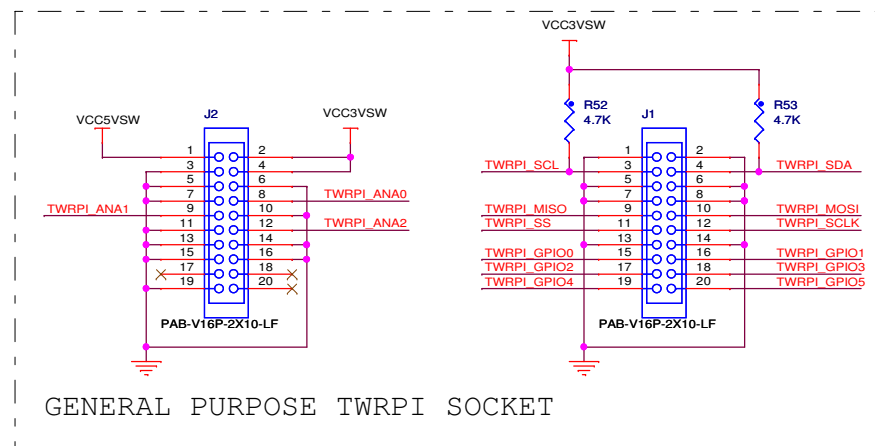 VCC3VSW
VCC5VSW J2 VCC3VSW R52 4.7K J1 R53 4.7K
1 2 1 2
3 4 TWRPI_SCL 3 4 TWRPI_SDA
5 6 5 6
7 8 TWRPI_ANA0 7 8
TWRPI_ANA1 9 10 TWRPI_MISO 9 10 TWRPI_MOSI
11 12 TWRPI_ANA2 TWRPI_SS 11 12 TWRPI_SCLK
13 14 13 14
15 16 TWRPI_GPIO0 15 16 TWRPI_GPIO1
17 18 TWRPI_GPIO2 17 18 TWRPI_GPIO3
19 20 TWRPI_GPIO4 19 20 TWRPI_GPIO5
PAB-V16P-2X10-LF PAB-V16P-2X10-LF
GENERAL PURPOSE TWRPI SOCKET